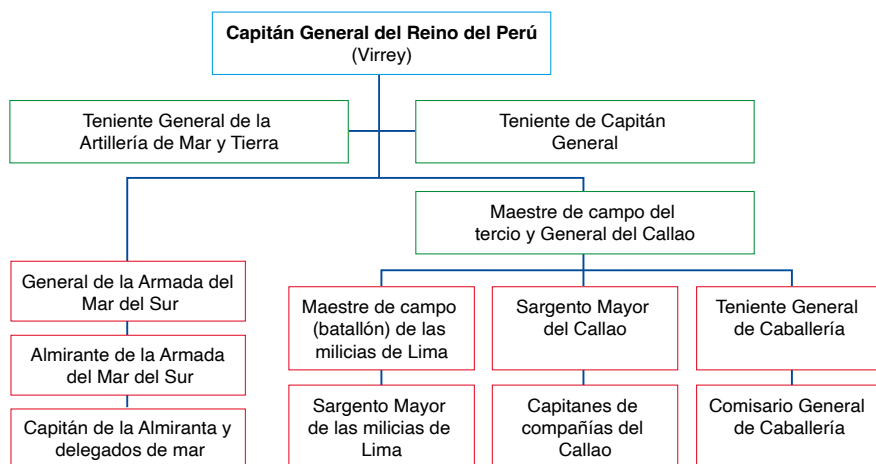 Capitán General del Reino del Perú
(Virrey)
Teniente General de la
Artillería de Mar y Tierra
Teniente de Capitán
General
Maestre de campo del
tercio y General del Callao
General de la Armada del
Mar del Sur
Almirante de la Armada
del Mar del Sur
Capitán de la Almiranta y
delegados de mar
Maestre de campo
(batallón) de las
milicias de Lima
Sargento Mayor
del Callao
Teniente General
de Caballería
Sargento Mayor
de las milicias de
Lima
Capitanes de
compañías del
Callao
Comisario General
de Caballería